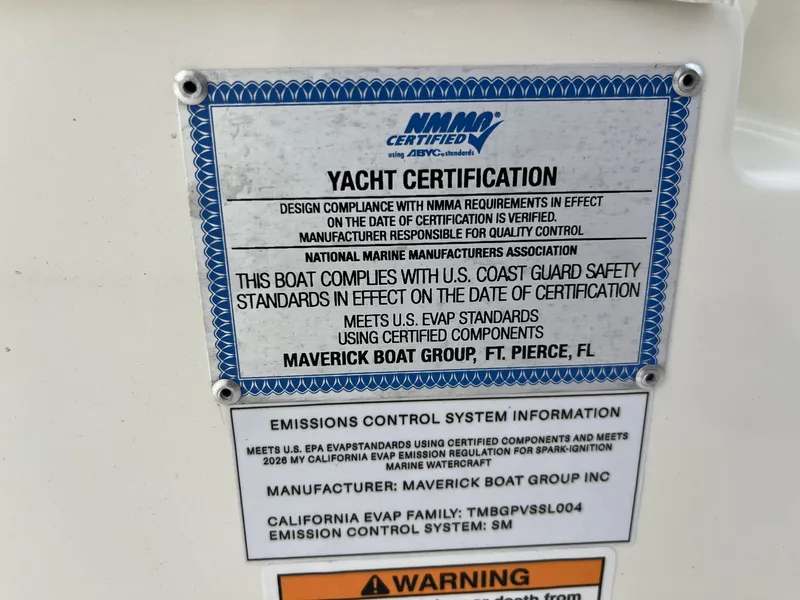 NMMA®
CERTIFIED
using ABYC® standards
YACHT CERTIFICATION
DESIGN COMPLIANCE WITH NMMA REQUIREMENTS IN EFFECT
ON THE DATE OF CERTIFICATION IS VERIFIED.
MANUFACTURER RESPONSIBLE FOR QUALITY CONTROL
NATIONAL MARINE MANUFACTURERS ASSOCIATION
THIS BOAT COMPLIES WITH U.S. COAST GUARD SAFETY
STANDARDS IN EFFECT ON THE DATE OF CERTIFICATION
MEETS U.S. EVAP STANDARDS
USING CERTIFIED COMPONENTS
MAVERICK BOAT GROUP, FT. PIERCE, FL
EMISSIONS CONTROL SYSTEM INFORMATION
MEETS U.S. EPA EVAPSTANDARDS USING CERTIFIED COMPONENTS AND MEETS
2026 MY CALIFORNIA EVAP EMISSION REGULATION FOR SPARK-IGNITION
MARINE WATERCRAFT
MANUFACTURER: MAVERICK BOAT GROUP INC
CALIFORNIA EVAP FAMILY: TMBGPVSSL004
EMISSION CONTROL SYSTEM: SM
WARNING
death from